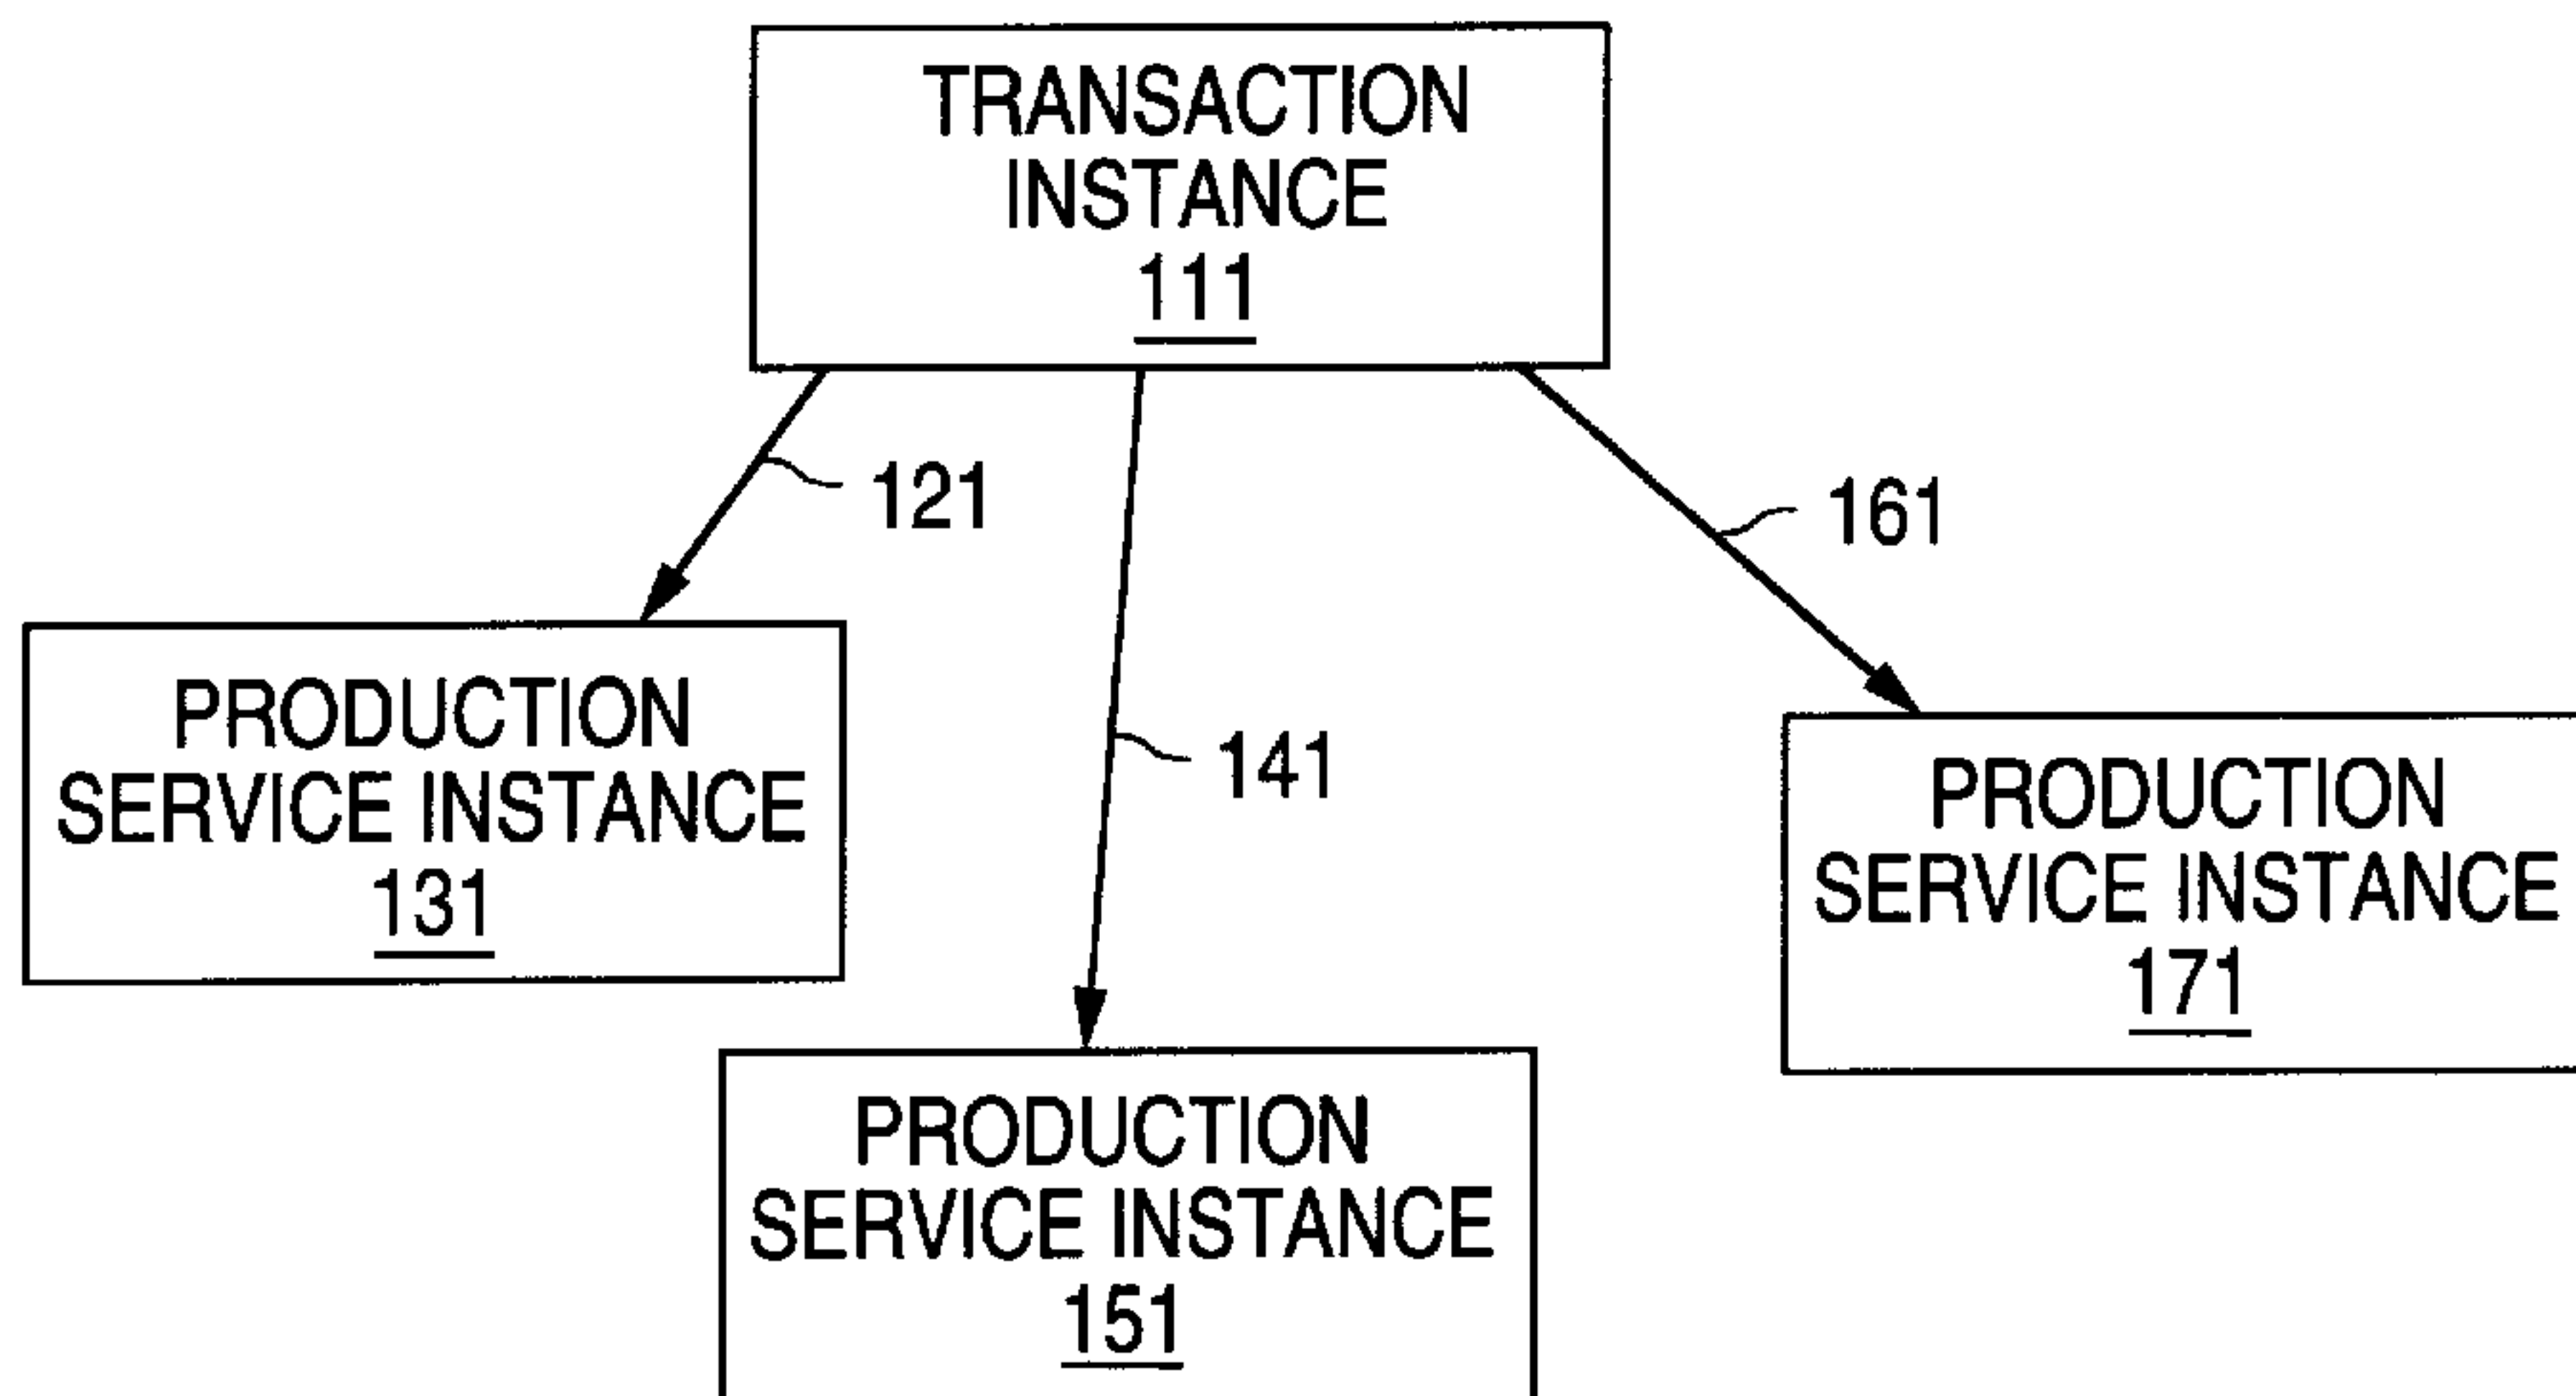 TRANSACTION
INSTANCE
111
121
161
PRODUCTION
SERVICE INSTANCE
131
141
PRODUCTION
SERVICE INSTANCE
171
PRODUCTION
SERVICE INSTANCE
151